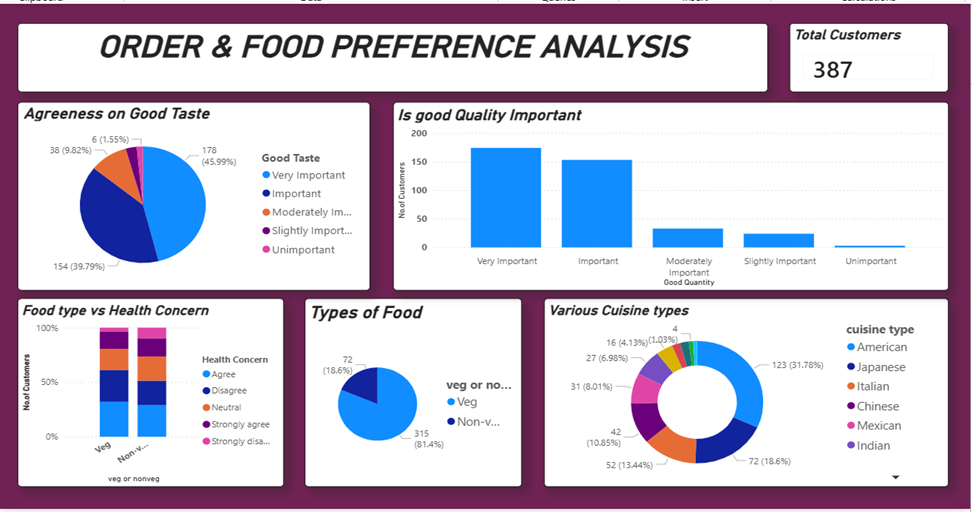 ORDER & FOOD PREFERENCE ANALYSIS
Total Customers
387
Agreeness on Good Taste
6 (1.55%)
38 (9.82%)
178
(45.99%)
154 (39.79%)
Good Taste
Very Important
Important
Moderately Im...
Slightly Import...
Unimportant
Is good Quality Important
No.of Customers
200
150
100
50
0
Very Important
Important
Moderately
Important
Slightly Important
Unimportant
Good Quantity
Food type vs Health Concern
No.of Customers
100%
50%
0%
Veg
Non-v...
veg or nonveg
Health Concern
Agree
Disagree
Neutral
Strongly agree
Strongly disa...
Types of Food
72
(18.6%)
315
(81.4%)
veg or no...
Veg
Non-v...
Various Cuisine types
4
(1.03%)
16 (4.13%)
27 (6.98%)
31 (8.01%)
42
(10.85%)
52 (13.44%)
72 (18.6%)
123 (31.78%)
cuisine type
American
Japanese
Italian
Chinese
Mexican
Indian